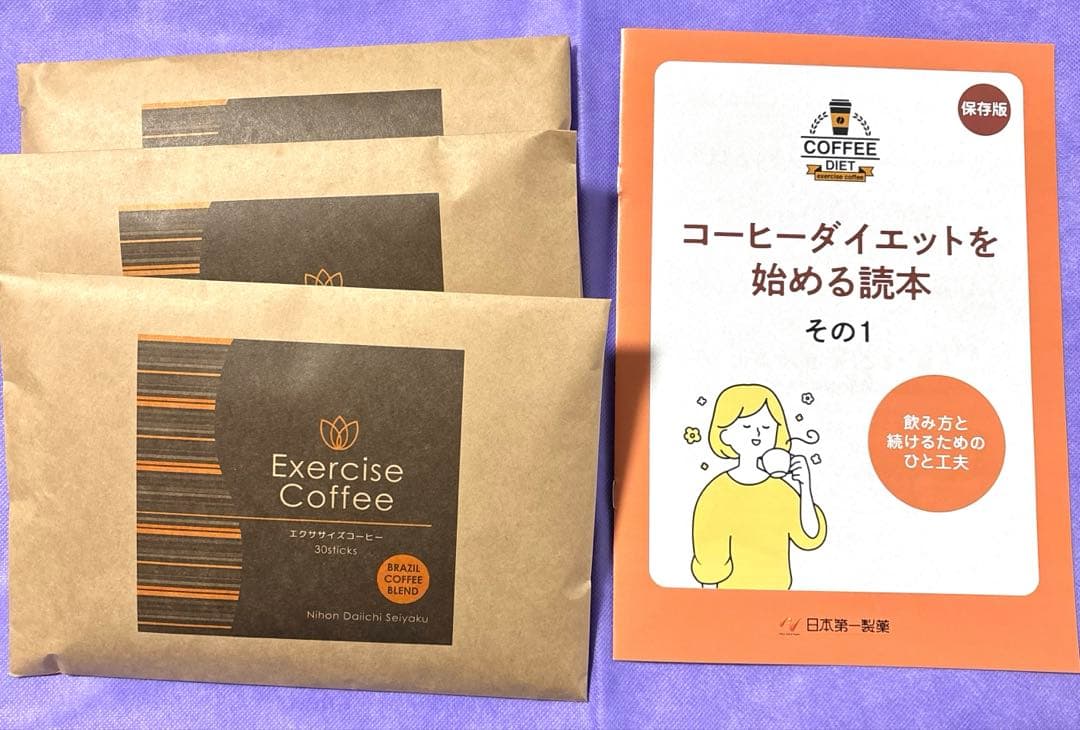 Exercise
Coffee
エクササイズコーヒー
30sticks
BRAZIL
COFFEE
BLEND
Nihon Daiichi Seiyaku
保存版
COFFEE
DIET
exercise coffee
コーヒーダイエットを
始める読本
その1
飲み方と
続けるための
ひと工夫
日本第一製薬